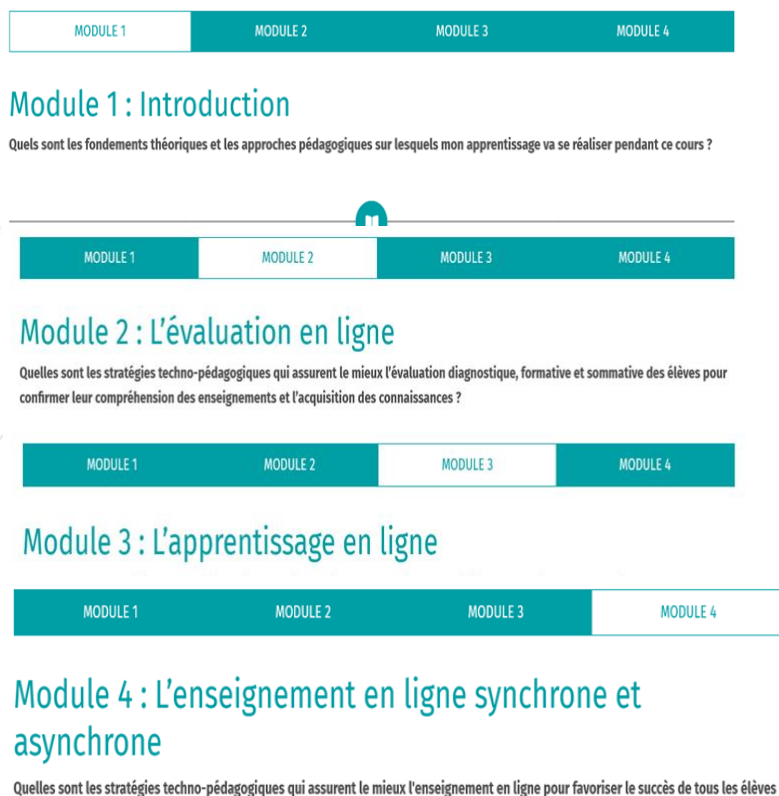 MODULE 1 MODULE 2 MODULE 3 MODULE 4
Module 1 : Introduction
Quels sont les fondements théoriques et les approches pédagogiques sur lesquels mon apprentissage va se réaliser pendant ce cours ?
MODULE 1 MODULE 2 MODULE 3 MODULE 4
Module 2 : L'évaluation en ligne
Quelles sont les stratégies techno-pédagogiques qui assurent le mieux l'évaluation diagnostique, formative et sommative des élèves pour
confirmer leur compréhension des enseignements et l'acquisition des connaissances ?
MODULE 1 MODULE 2 MODULE 3 MODULE 4
Module 3 : L'apprentissage en ligne
MODULE 1 MODULE 2 MODULE 3 MODULE 4
Module 4 : L'enseignement en ligne synchrone et
asynchrone
Quelles sont les stratégies techno-pédagogiques qui assurent le mieux l'enseignement en ligne pour favoriser le succès de tous les élèves